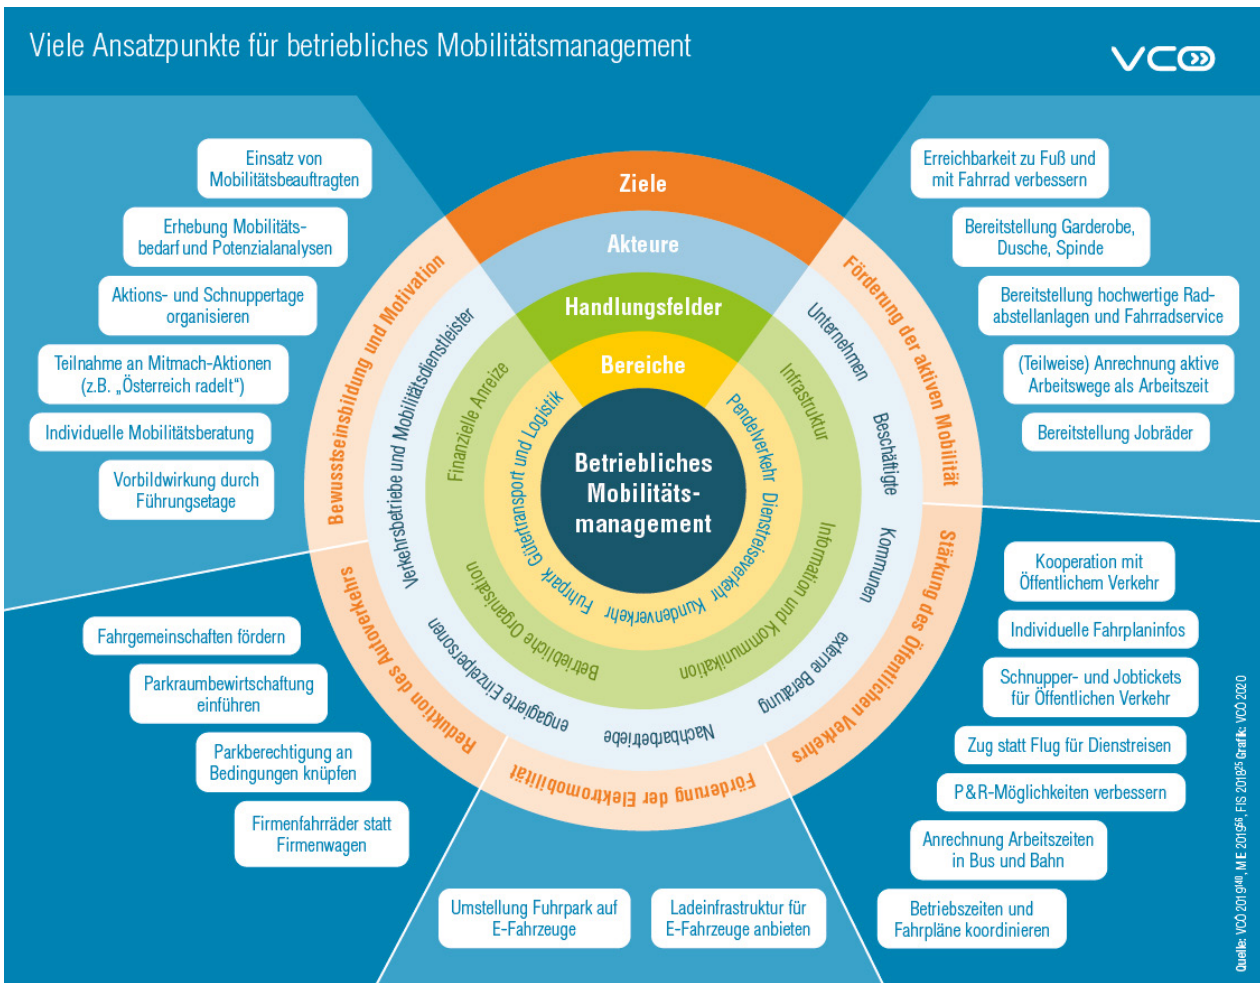 Viele Ansatzpunkte für betriebliches Mobilitätsmanagement
VCÖ
Einsatz von
Mobilitätsbeauftragten
Erhebung Mobilitäts-
bedarf und Potenzialanalysen
Aktions- und Schnuppertage
organisieren
Teilnahme an Mitmach-Aktionen
(z.B. „Österreich radelt“)
Individuelle Mobilitätsberatung
Vorbildwirkung durch
Führungsetage
Fahrgemeinschaften fördern
Parkraumbewirtschaftung
einführen
Parkberechtigung an
Bedingungen knüpfen
Firmenfahrräder statt
Firmenwagen
Ziele
Akteure
Handlungsfelder
Bereiche
Betriebliches
Mobilitäts-
management
Pendelverkehr
Dienstreiseverkehr
Kundenverkehr
Fuhrpark
Gütertransport und Logistik
Infrastruktur
Information und Kommunikation
Betriebliche Organisation
Finanzielle Anreize
Unternehmen
Beschäftigte
Kommunen
externe Beratung
Nachbarbetriebe
engagierte Einzelpersonen
Verkehrsbetriebe und Mobilitätsdienstleister
Förderung der aktiven Mobilität
Stärkung des Öffentlichen Verkehrs
Förderung der Elektromobilität
Reduktion des Autoverkehrs
Bewusstseinsbildung und Motivation
Erreichbarkeit zu Fuß und
mit Fahrrad verbessern
Bereitstellung Garderobe,
Dusche, Spinde
Bereitstellung hochwertige Rad-
abstellanlagen und Fahrradservice
(Teilweise) Anrechnung aktive
Arbeitswege als Arbeitszeit
Bereitstellung Jobräder
Kooperation mit
Öffentlichem Verkehr
Individuelle Fahrplaninfos
Schnupper- und Jobtickets
für Öffentlichen Verkehr
Zug statt Flug für Dienstreisen
P&R-Möglichkeiten verbessern
Anrechnung Arbeitszeiten
in Bus und Bahn
Betriebszeiten und
Fahrpläne koordinieren
Umstellung Fuhrpark auf
E-Fahrzeuge
Ladeinfrastruktur für
E-Fahrzeuge anbieten
Quelle: VCÖ 2019¹⁴⁰, M IE 2019⁵⁶, FIS 2018²⁵ Grafik: VCÖ 2020